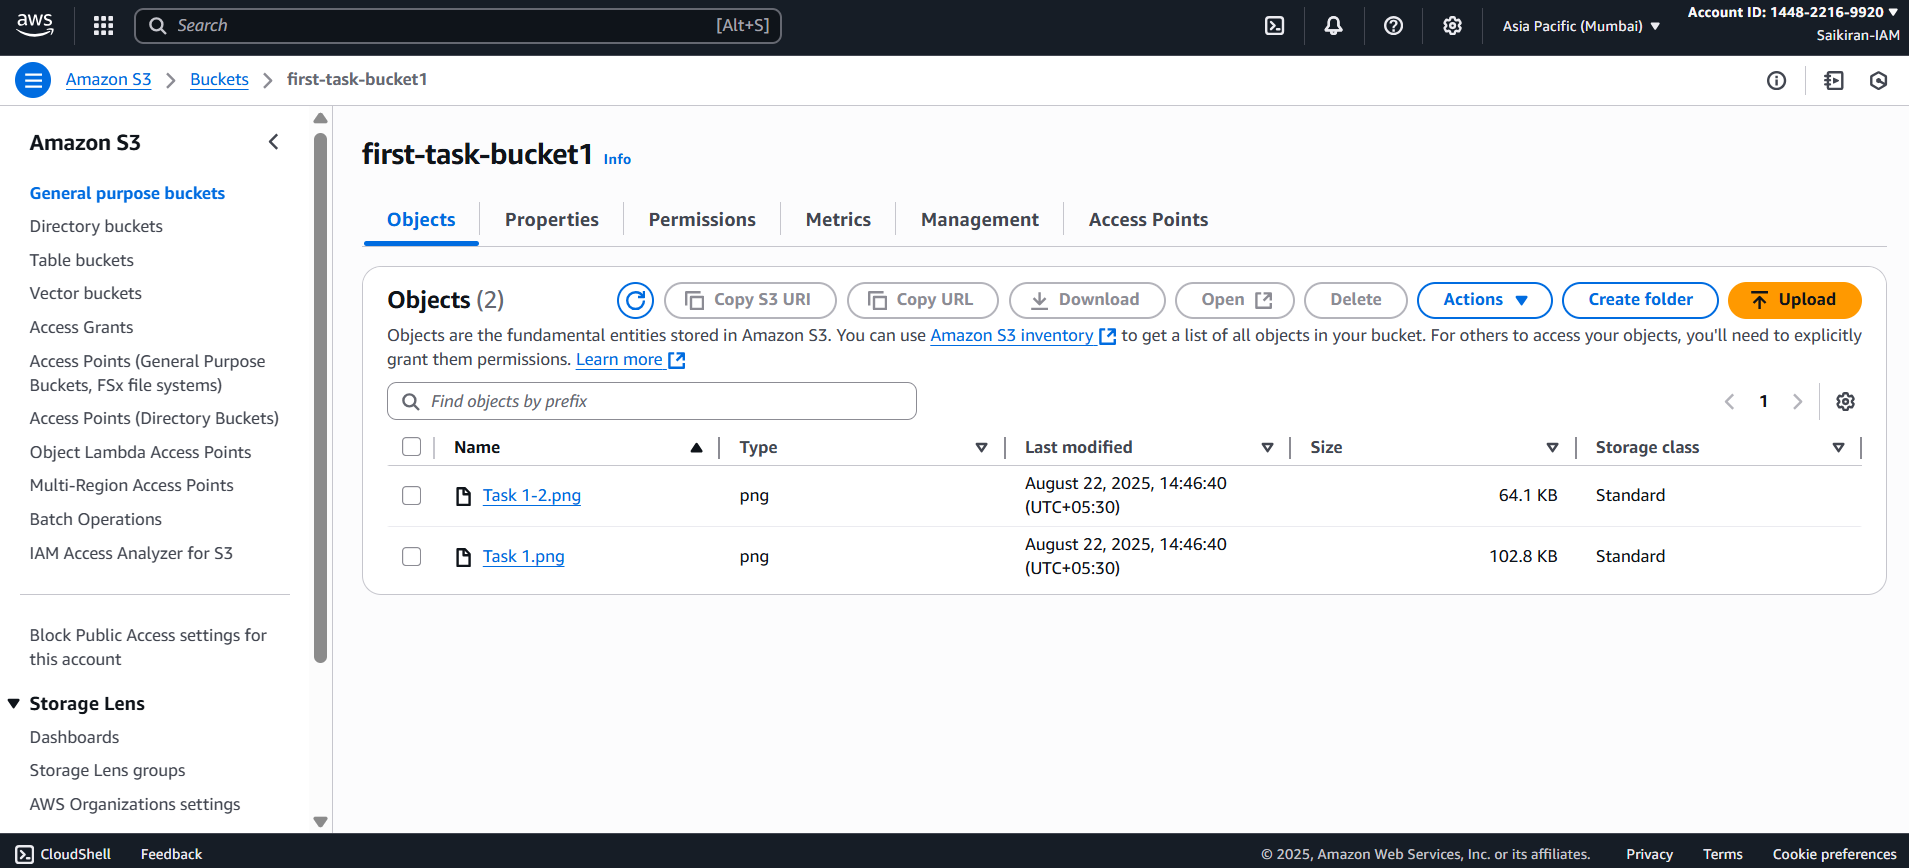 aws
Search [Alt+S]
Asia Pacific (Mumbai) ▼
Account ID: 1448-2216-9920 ▼
Saikiran-IAM
Amazon S3 > Buckets > first-task-bucket1
Amazon S3
General purpose buckets
Directory buckets
Table buckets
Vector buckets
Access Grants
Access Points (General Purpose
Buckets, FSx file systems)
Access Points (Directory Buckets)
Object Lambda Access Points
Multi-Region Access Points
Batch Operations
IAM Access Analyzer for S3
Block Public Access settings for
this account
Storage Lens
Dashboards
Storage Lens groups
AWS Organizations settings
first-task-bucket1 Info
Objects Properties Permissions Metrics Management Access Points
Objects (2) Copy S3 URI Copy URL Download Open Delete Actions ▼ Create folder Upload
Objects are the fundamental entities stored in Amazon S3. You can use Amazon S3 inventory to get a list of all objects in your bucket. For others to access your objects, you'll need to explicitly
grant them permissions. Learn more
Find objects by prefix 1
Name Type Last modified Size Storage class
Task 1-2.png png August 22, 2025, 14:46:40 (UTC+05:30) 64.1 KB Standard
Task 1.png png August 22, 2025, 14:46:40 (UTC+05:30) 102.8 KB Standard
CloudShell Feedback © 2025, Amazon Web Services, Inc. or its affiliates. Privacy Terms Cookie preferences